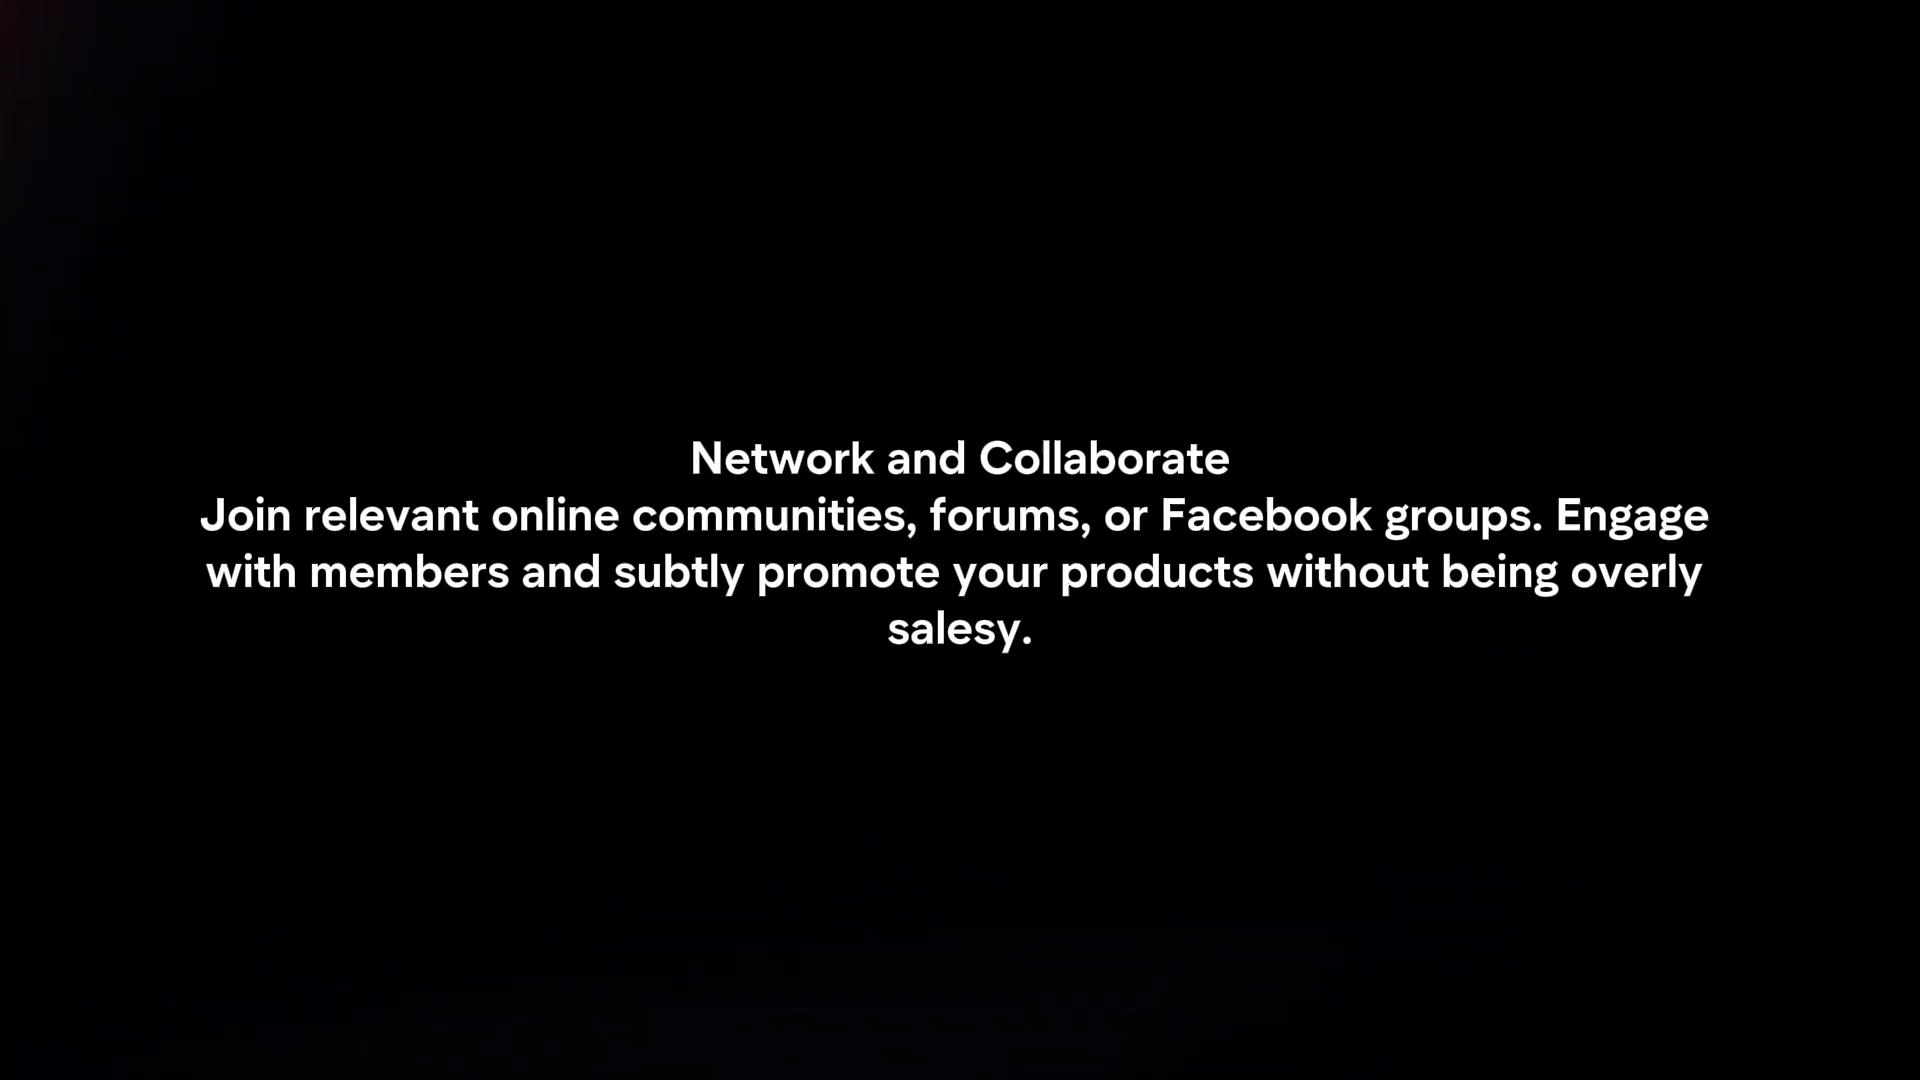 Network and Collaborate
Join relevant online communities, forums, or Facebook groups. Engage
with members and subtly promote your products without being overly
salesy.